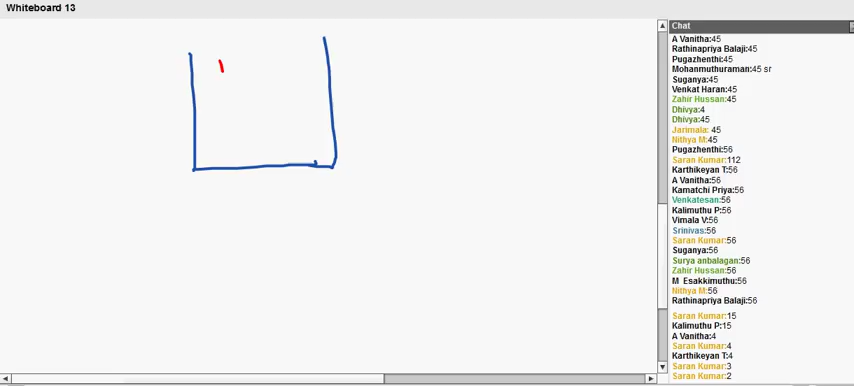 Whiteboard 13
Chat
A Vanitha:45
Rathinapriya Balaji:45
Pugazhenthi:45
Mohanmuthuraman:45 sr
Suganya:45
Venkat Haran:45
Zahir Hussan:45
Dhivya:4
Dhivya:45
Jarimala: 45
Nithya M:45
Pugazhenthi:56
Saran Kumar:112
Karthikeyan T:56
A Vanitha:56
Kamatchi Priya:56
Venkatesan:56
Kalimuthu P:56
Vimala V:56
Srinivas:56
Saran Kumar:56
Suganya:56
Surya anbalagan:56
Zahir Hussan:56
M Esakkimuthu:56
Nithya M:56
Rathinapriya Balaji:56
Saran Kumar:15
Kalimuthu P:15
A Vanitha:4
Saran Kumar:4
Karthikeyan T:4
Saran Kumar:3
Saran Kumar:2